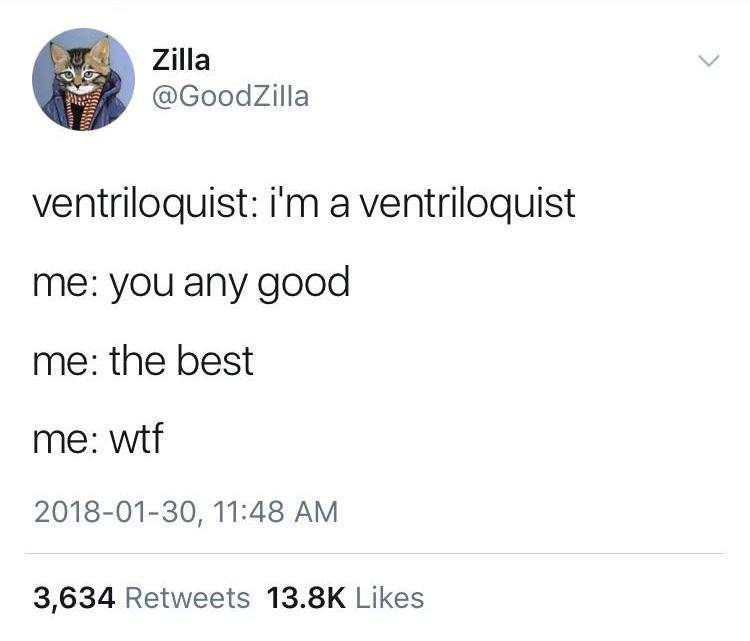 Zilla
@GoodZilla
ventriloquist: i'm a ventriloquist
me: you any good
me: the best
me: wtf
2018-01-30, 11:48 AM
3,634 Retweets 13.8K Likes